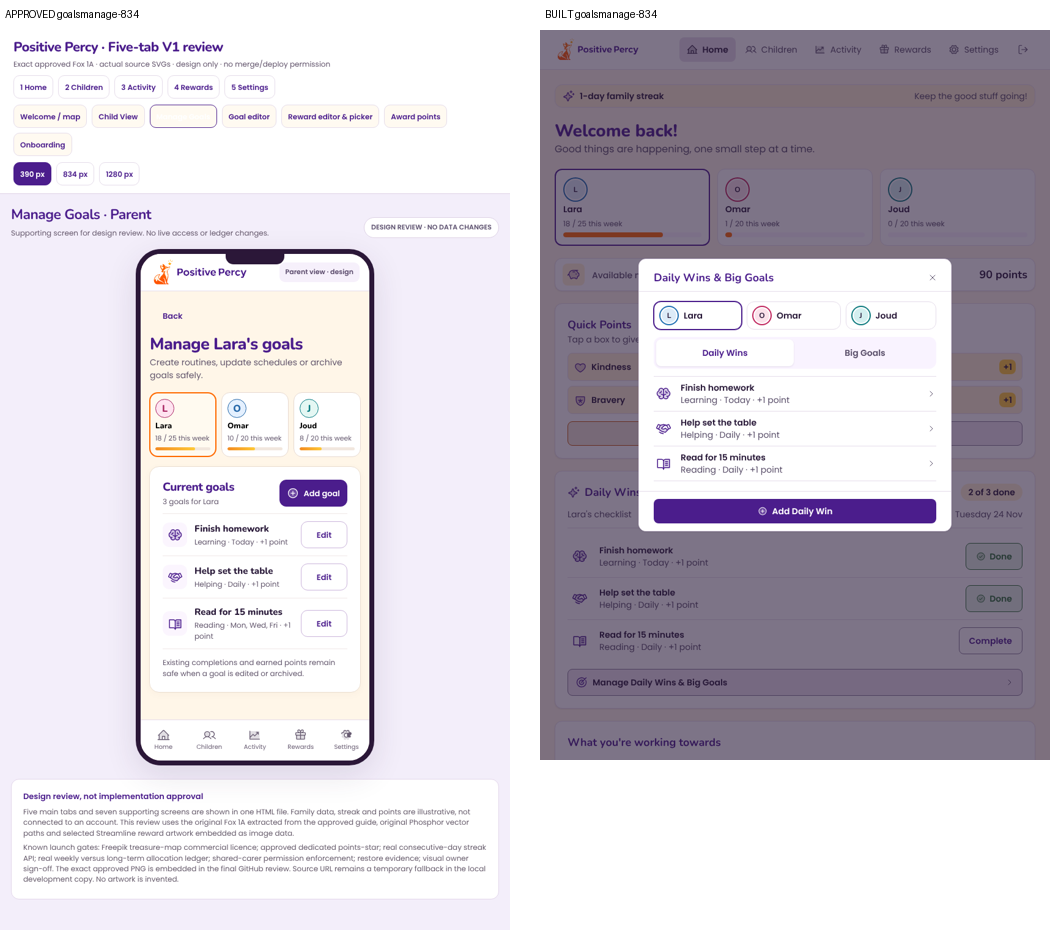 APPROVED goalsmanage-834
Positive Percy · Five-tab V1 review
Exact approved Fox 1A · actual source SVGs · design only · no merge/deploy permission
1 Home
2 Children
3 Activity
4 Rewards
5 Settings
Welcome / map
Child View
Goal editor
Reward editor & picker
Award points
Onboarding
390 px
834 px
1280 px
Manage Goals · Parent
Supporting screen for design review. No live access or ledger changes.
DESIGN REVIEW · NO DATA CHANGES
Positive Percy
Parent view · design
Back
Manage Lara's goals
Create routines, update schedules or archive
goals safely.
L
Lara
18 / 25 this week
O
Omar
10 / 20 this week
J
Joud
8 / 20 this week
Current goals
3 goals for Lara
Add goal
Finish homework
Learning · Today · +1 point
Edit
Help set the table
Helping · Daily · +1 point
Edit
Read for 15 minutes
Reading · Mon, Wed, Fri · +1
point
Edit
Existing completions and earned points remain
safe when a goal is edited or archived.
Home
Children
Activity
Rewards
Settings
Design review, not implementation approval
Five main tabs and seven supporting screens are shown in one HTML file. Family data, streak and points are illustrative, not
connected to an account. This review uses the original Fox 1A extracted from the approved guide, original Phosphor vector
paths and selected Streamline reward artwork embedded as image data.
Known launch gates: Freepik treasure-map commercial licence; approved dedicated points-star; real consecutive-day streak
API; real weekly versus long-term allocation ledger; shared-carer permission enforcement; restore evidence; visual owner
sign-off. The exact approved PNG is embedded in the final GitHub review. Source URL remains a temporary fallback in the local
development copy. No artwork is invented.
BUILT goalsmanage-834
Positive Percy
Home
Children
Activity
Rewards
Settings
1-day family streak
Keep the good stuff going!
Welcome back!
Good things are happening, one small step at a time.
L
Lara
18 / 25 this week
O
Omar
1 / 20 this week
J
Joud
0 / 20 this week
Available
90 points
Quick Points
Tap a box to give
Kindness
+1
Bravery
+1
Daily Wins & Big Goals
×
L
Lara
O
Omar
J
Joud
Daily Wins
Big Goals
Finish homework
Learning · Today · +1 point
Help set the table
Helping · Daily · +1 point
Read for 15 minutes
Reading · Daily · +1 point
Add Daily Win
Daily Wins
2 of 3 done
Lara's checklist
Tuesday 24 Nov
Finish homework
Learning · Today · +1 point
Done
Help set the table
Helping · Daily · +1 point
Done
Read for 15 minutes
Reading · Daily · +1 point
Complete
Manage Daily Wins & Big Goals
What you're working towards